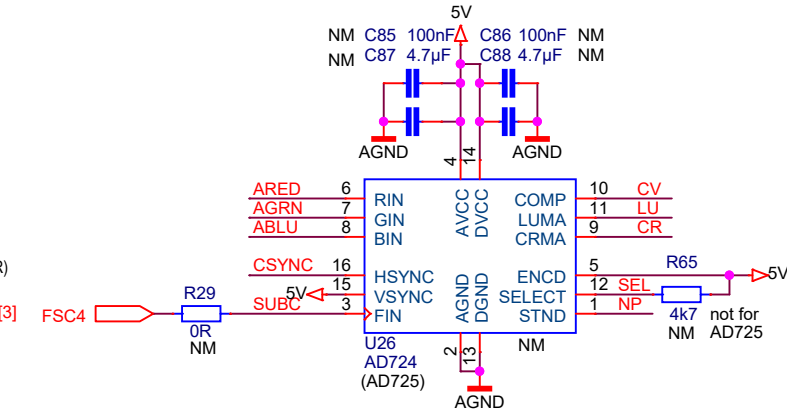 5V
NM C85 100nF C86 100nF NM
NM C87 4.7µF C88 4.7µF NM
AGND AGND
4 14
ARED 6 RIN AVCC DVCC COMP 10 CV
AGRN 7 GIN LUMA 11 LU
ABLU 8 BIN CRMA 9 CR
R)
CSYNC 16 HSYNC AGND DGND ENCD 5 R65 5V
5V 15 VSYNC SELECT 12 SEL
[3] FSC4 R29 SUBC 3 FIN STND 1 NP 4k7 not for
0R NM AD725
NM U26 2 13 NM
AD724
(AD725)
AGND